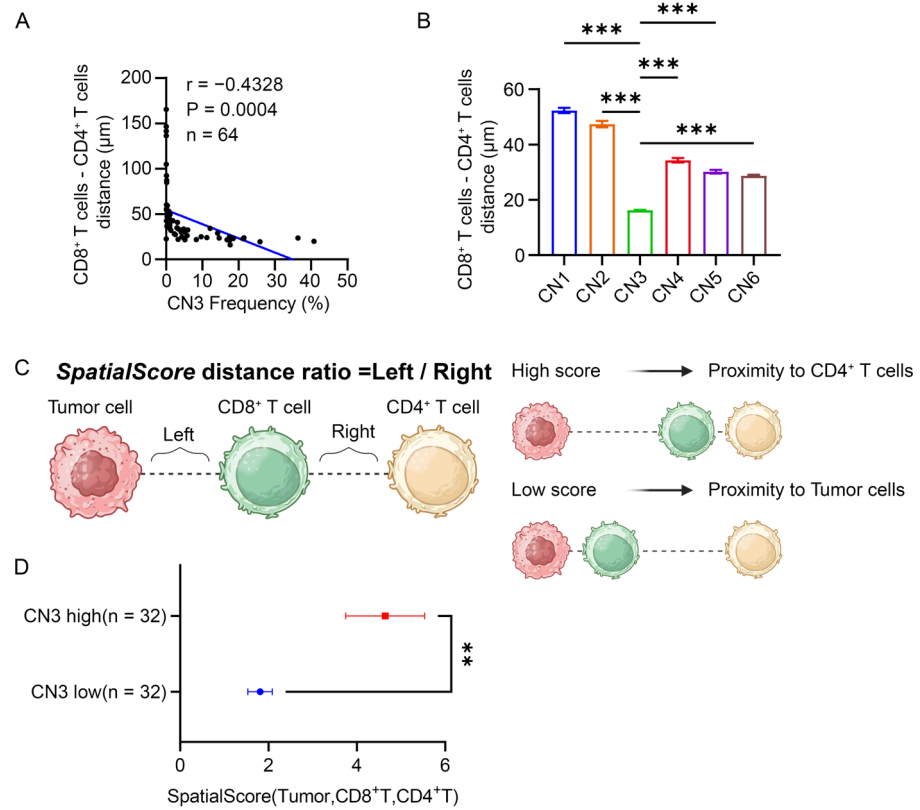 A
CD8⁺ T cells - CD4⁺ T cells
distance (μm)
200
150
100
50
0
r = −0.4328
P = 0.0004
n = 64
0 10 20 30 40 50
CN3 Frequency (%)
B
CD8⁺ T cells - CD4⁺ T cells
distance (μm)
60
40
20
0
***
***
***
***
***
CN1 CN2 CN3 CN4 CN5 CN6
C
SpatialScore distance ratio =Left / Right
Tumor cell CD8⁺ T cell CD4⁺ T cell
Left Right
High score Proximity to CD4⁺ T cells
Low score Proximity to Tumor cells
D
CN3 high(n = 32)
CN3 low(n = 32)
**
0 2 4 6
SpatialScore(Tumor,CD8⁺T,CD4⁺T)